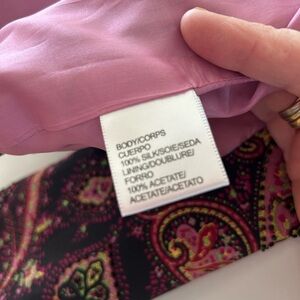 BODY/CORPS
CUERPO
100% SILK/SOIE/SEDA
LINING/DOUBLURE/
FORRO
100% ACETATE/
ACETATE/ACETATO